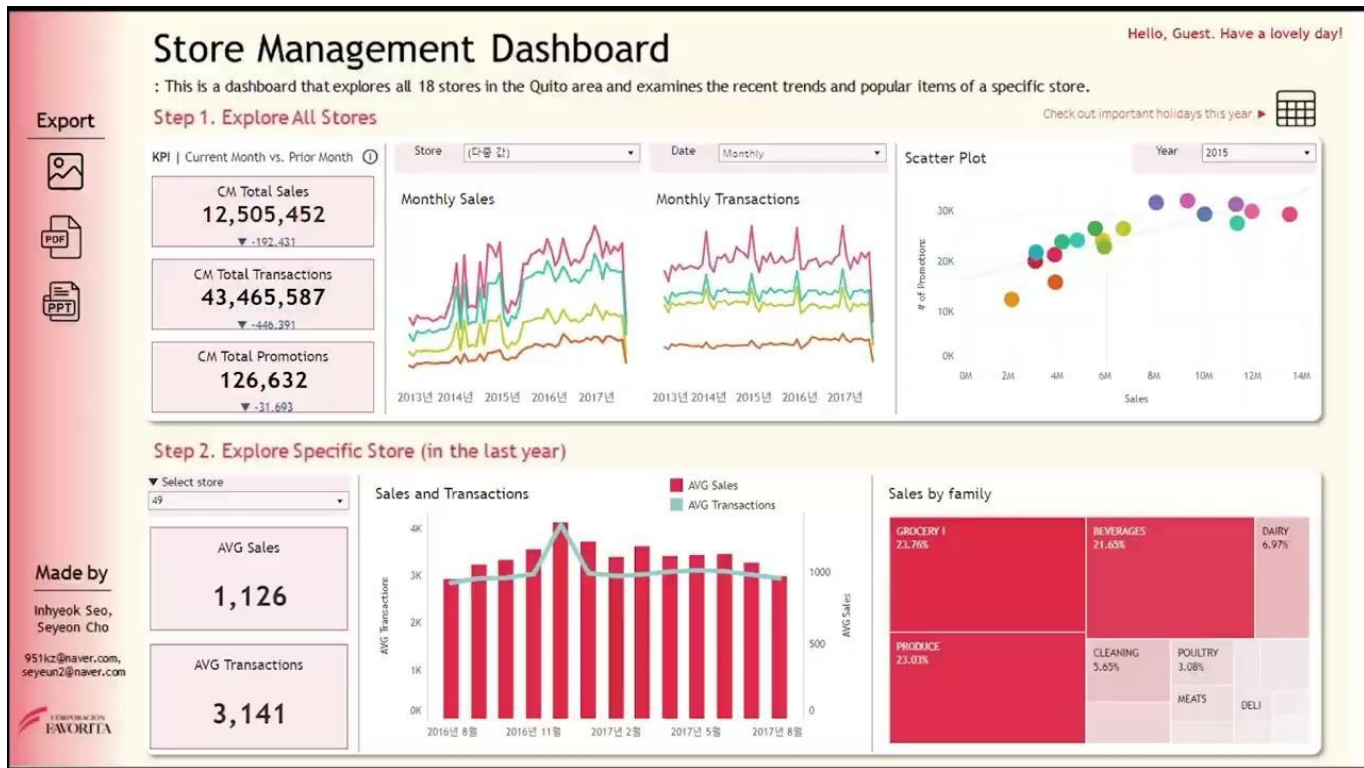 Hello, Guest. Have a lovely day!
Store Management Dashboard
: This is a dashboard that explores all 18 stores in the Quito area and examines the recent trends and popular items of a specific store.
Export
PDF
PPT
Step 1. Explore All Stores
Check out important holidays this year ▶
KPI | Current Month vs. Prior Month
CM Total Sales
12,505,452
▼ -192,431
CM Total Transactions
43,465,587
▼ -446,391
CM Total Promotions
126,632
▼ -31,693
Store (다중 값)
Date Monthly
Monthly Sales
2013년 2014년 2015년 2016년 2017년
Monthly Transactions
2013년 2014년 2015년 2016년 2017년
Scatter Plot
Year 2015
# of Promotions
30K
20K
10K
0K
0M 2M 4M 6M 8M 10M 12M 14M
Sales
Step 2. Explore Specific Store (in the last year)
▼ Select store
49
AVG Sales
1,126
AVG Transactions
3,141
Sales and Transactions
AVG Sales
AVG Transactions
AVG Transactions
4K
3K
2K
1K
0K
1000
500
0
AVG Sales
2016년 8월 2016년 11월 2017년 2월 2017년 5월 2017년 8월
Sales by family
GROCERY I
23.76%
BEVERAGES
21.65%
DAIRY
6.97%
PRODUCE
23.03%
CLEANING
5.65%
POULTRY
3.08%
MEATS
DELI
Made by
Inhyeok Seo,
Seyeon Cho
951kz@naver.com,
seyeun2@naver.com
CORPORACION
FAVORITA